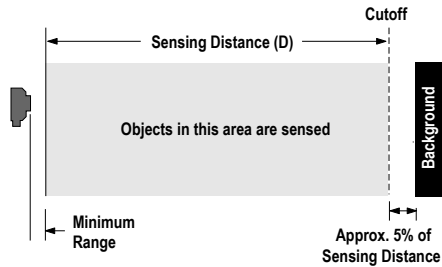 Cutoff
Sensing Distance (D)
Objects in this area are sensed
Background
Minimum
Range
Approx. 5% of
Sensing Distance